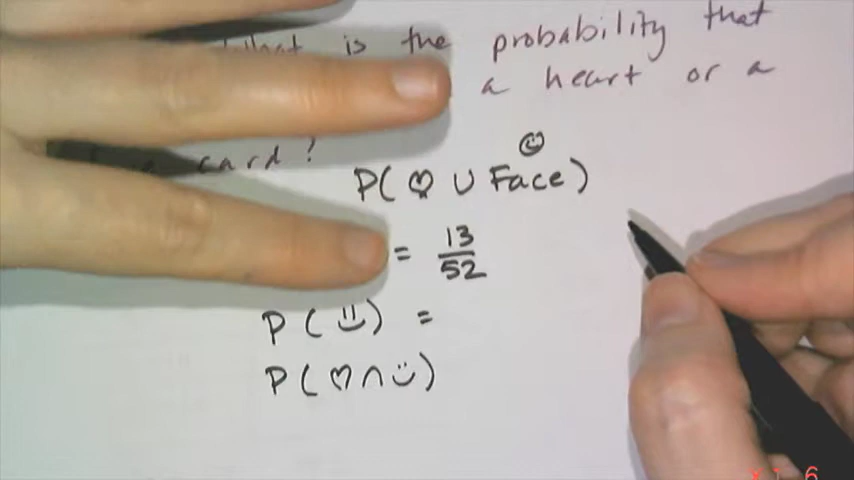 is the probability that
a heart or a
card?
P(♡ ∪ Face)
= 13/52
P(☺) =
P(♡ ∩ ☺)